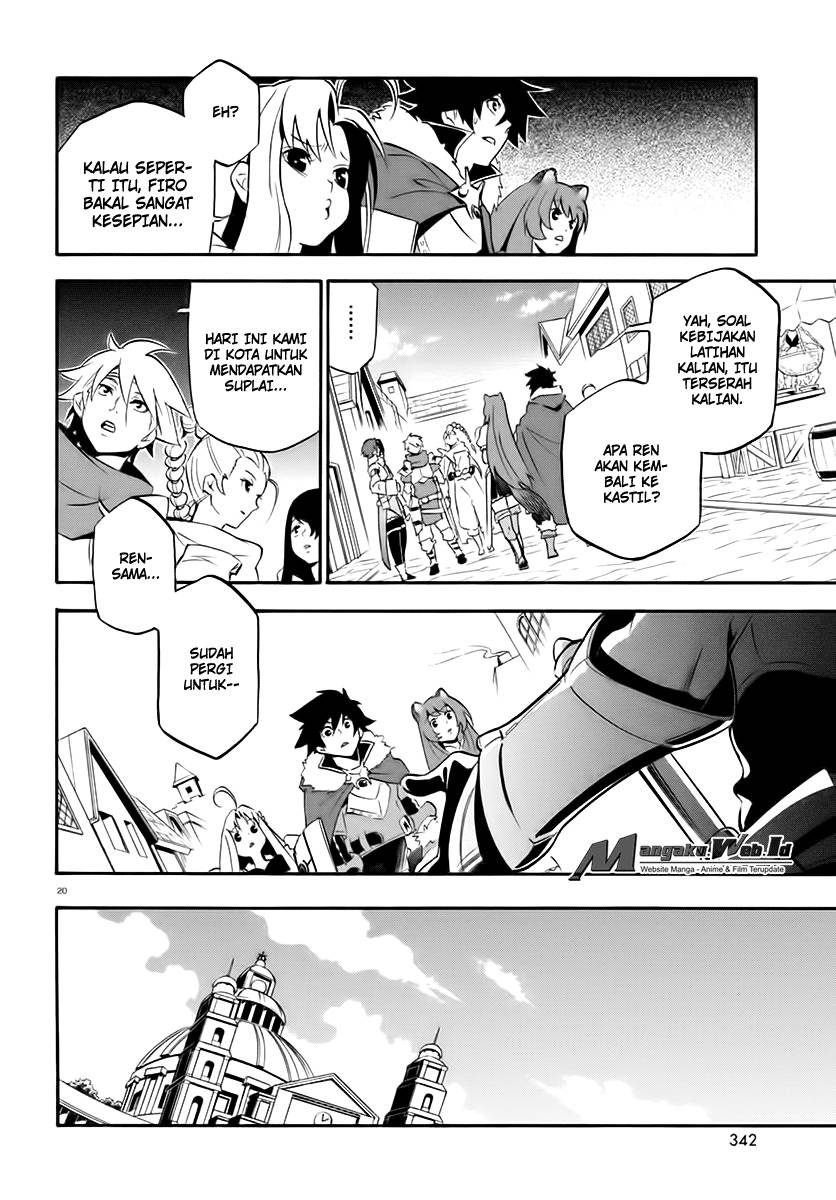 EH?
KALAU SEPER-
TI ITU, FIRO
BAKAL SANGAT
KESEPIAN...
YAH, SOAL
KEBIJAKAN
LATIHAN
KALIAN, ITU
TERSERAH
KALIAN.
APA REN
AKAN KEM-
BALI KE
KASTIL?
........
HARI INI KAMI
DI KOTA UNTUK
MENDAPATKAN
SUPLAI...
REN-
SAMA...
SUDAH
PERGI
UNTUK--
Mangaku.Web.Id
Website Manga - Anime & Film Terupdate
20
342